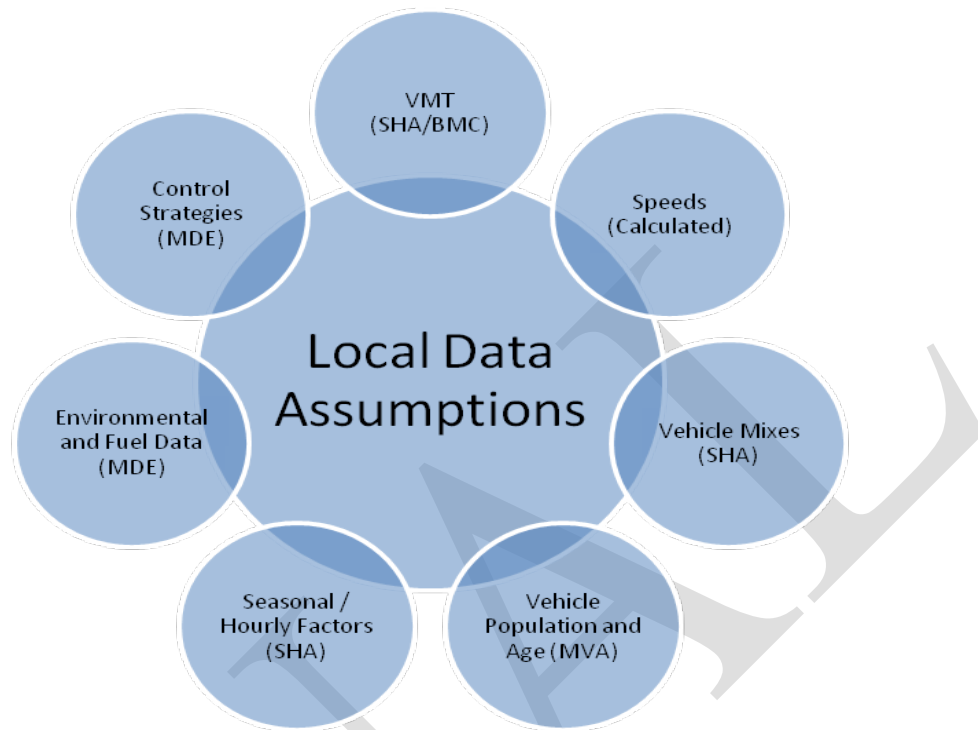 VMT
(SHA/BMC)
Speeds
(Calculated)
Vehicle Mixes
(SHA)
Vehicle
Population and
Age (MVA)
Seasonal /
Hourly Factors
(SHA)
Environmental
and Fuel Data
(MDE)
Control
Strategies
(MDE)
Local Data
Assumptions